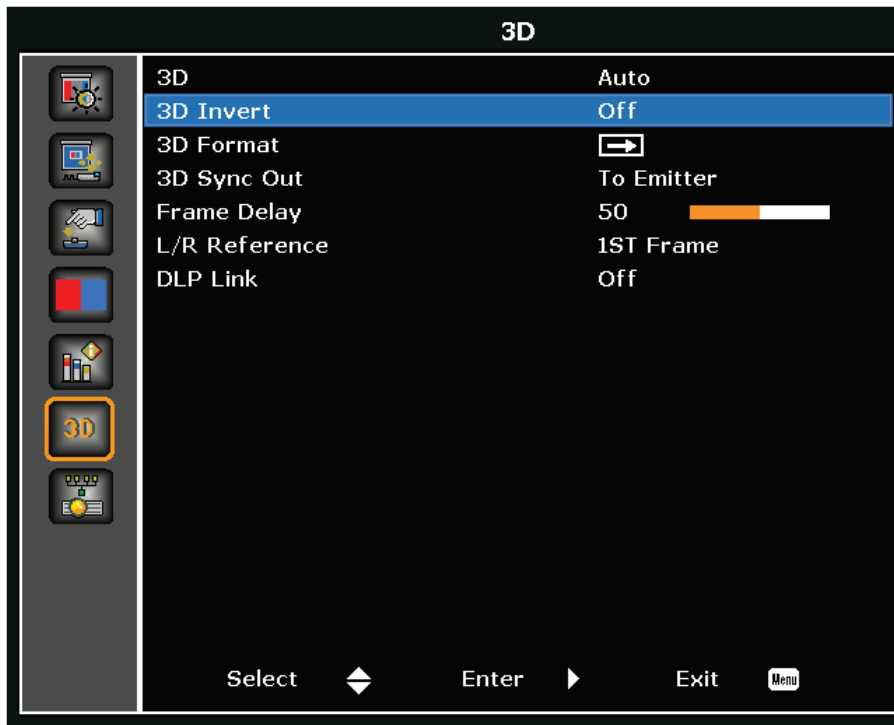 3D
3D Auto
3D Invert Off
3D Format
3D Sync Out To Emitter
Frame Delay 50
L/R Reference 1ST Frame
DLP Link Off
3D
Select Enter Exit Menu